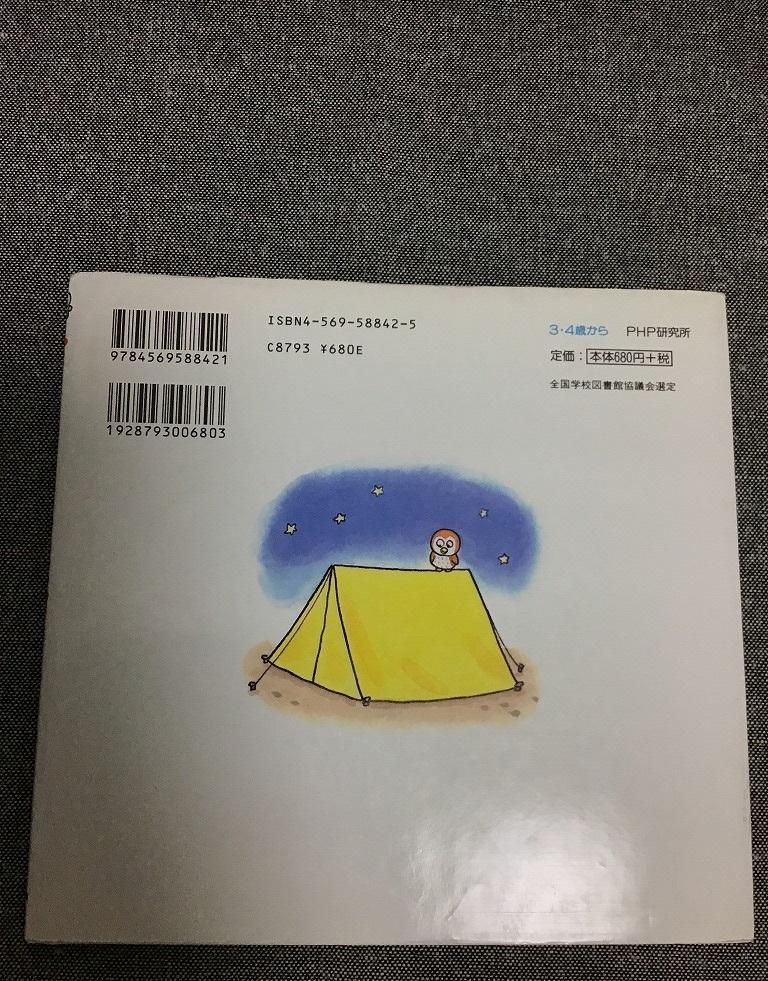 9784569588421
1928793006803
ISBN4-569-58842-5
C8793 ¥680E
3・4歳から PHP研究所
定価：本体680円+税
全国学校図書館協議会選定